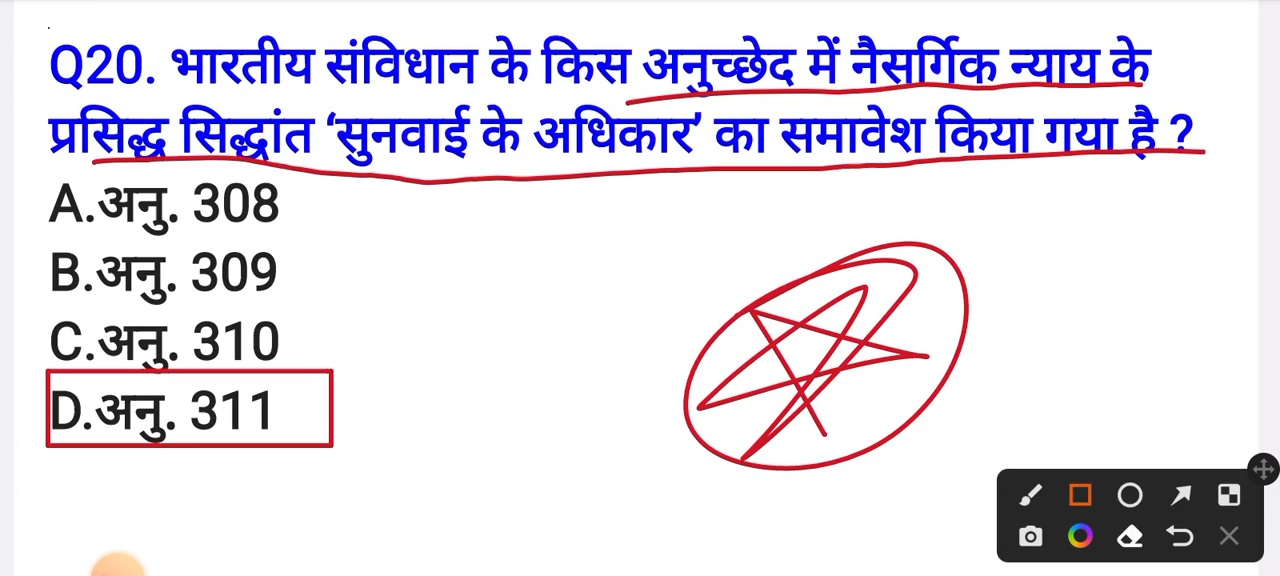 Q20. भारतीय संविधान के किस अनुच्छेद में नैसर्गिक न्याय के
प्रसिद्ध सिद्धांत ‘सुनवाई के अधिकार’ का समावेश किया गया है ?
A.अनु. 308
B.अनु. 309
C.अनु. 310
D.अनु. 311